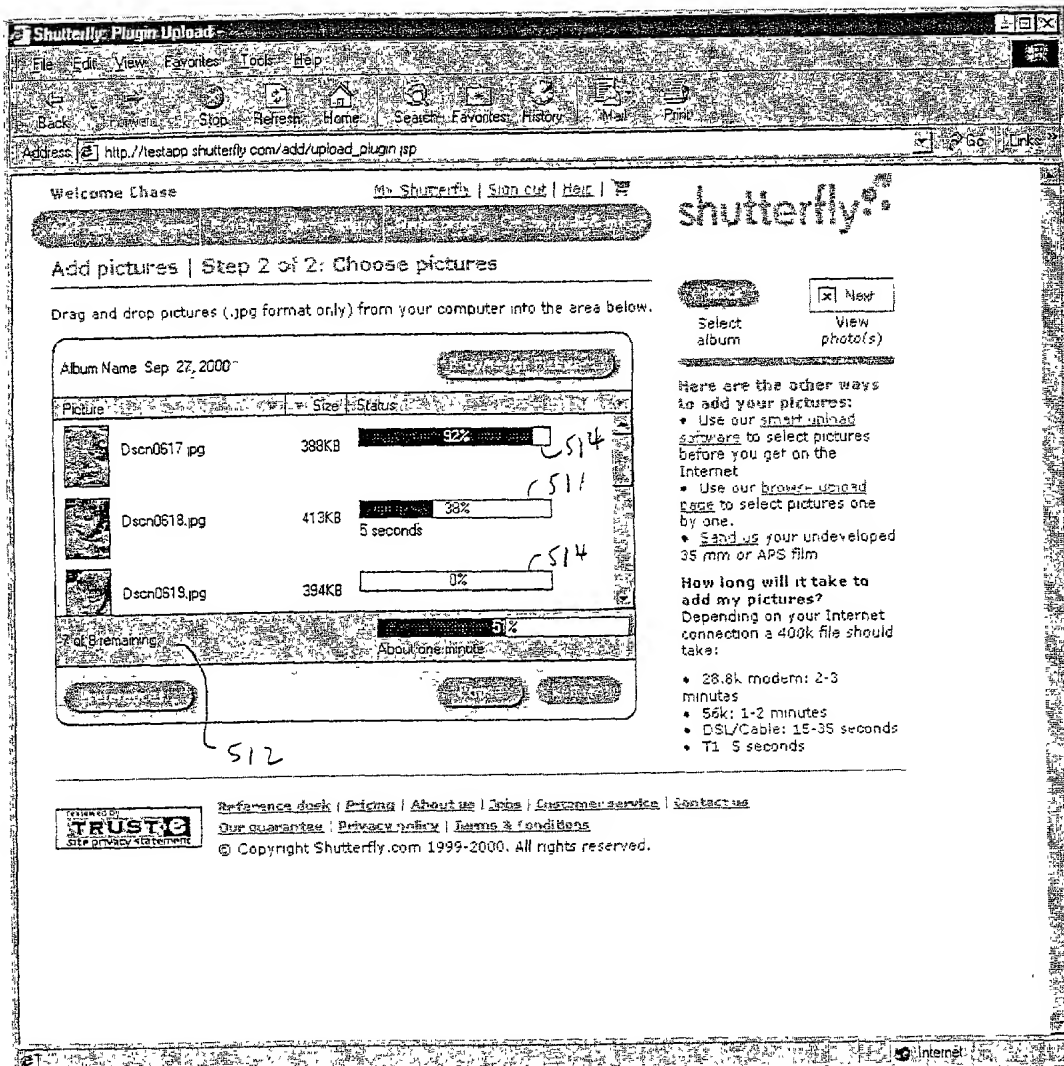 Shutterfly: Plugin Upload -
File Edit View Favorites Tools Help
Back Stop Refresh Home Search Favorites History Mail Print
Address http://testapp.shutterfly.com/add/upload_plugin.jsp Go Links
Welcome Chase My Shutterfly | Sign out | Help |
shutterfly
Add pictures | Step 2 of 2: Choose pictures
Drag and drop pictures (.jpg format only) from your computer into the area below.
Next
Select album
View photo(s)
Album Name Sep 27, 2000
Picture Size Status
Dscn0617.jpg 388KB 92% 514
Dscn0618.jpg 413KB 38% 511
5 seconds
Dscn0619.jpg 394KB 0% 514
7 of 8 remaining
About one minute
512
Here are the other ways
to add your pictures:
• Use our smart upload
software to select pictures
before you get on the
Internet
• Use our browse upload
page to select pictures one
by one.
• Send us your undeveloped
35 mm or APS film
How long will it take to
add my pictures?
Depending on your Internet
connection a 400k file should
take:
• 28.8k modem: 2-3
minutes
• 56k: 1-2 minutes
• DSL/Cable: 15-35 seconds
• T1 5 seconds
reviewed by
TRUSTe
site privacy statement
Reference desk | Pricing | About us | Jobs | Customer service | Contact us
Our guarantee | Privacy policy | Terms & Conditions
© Copyright Shutterfly.com 1999-2000. All rights reserved.
Internet